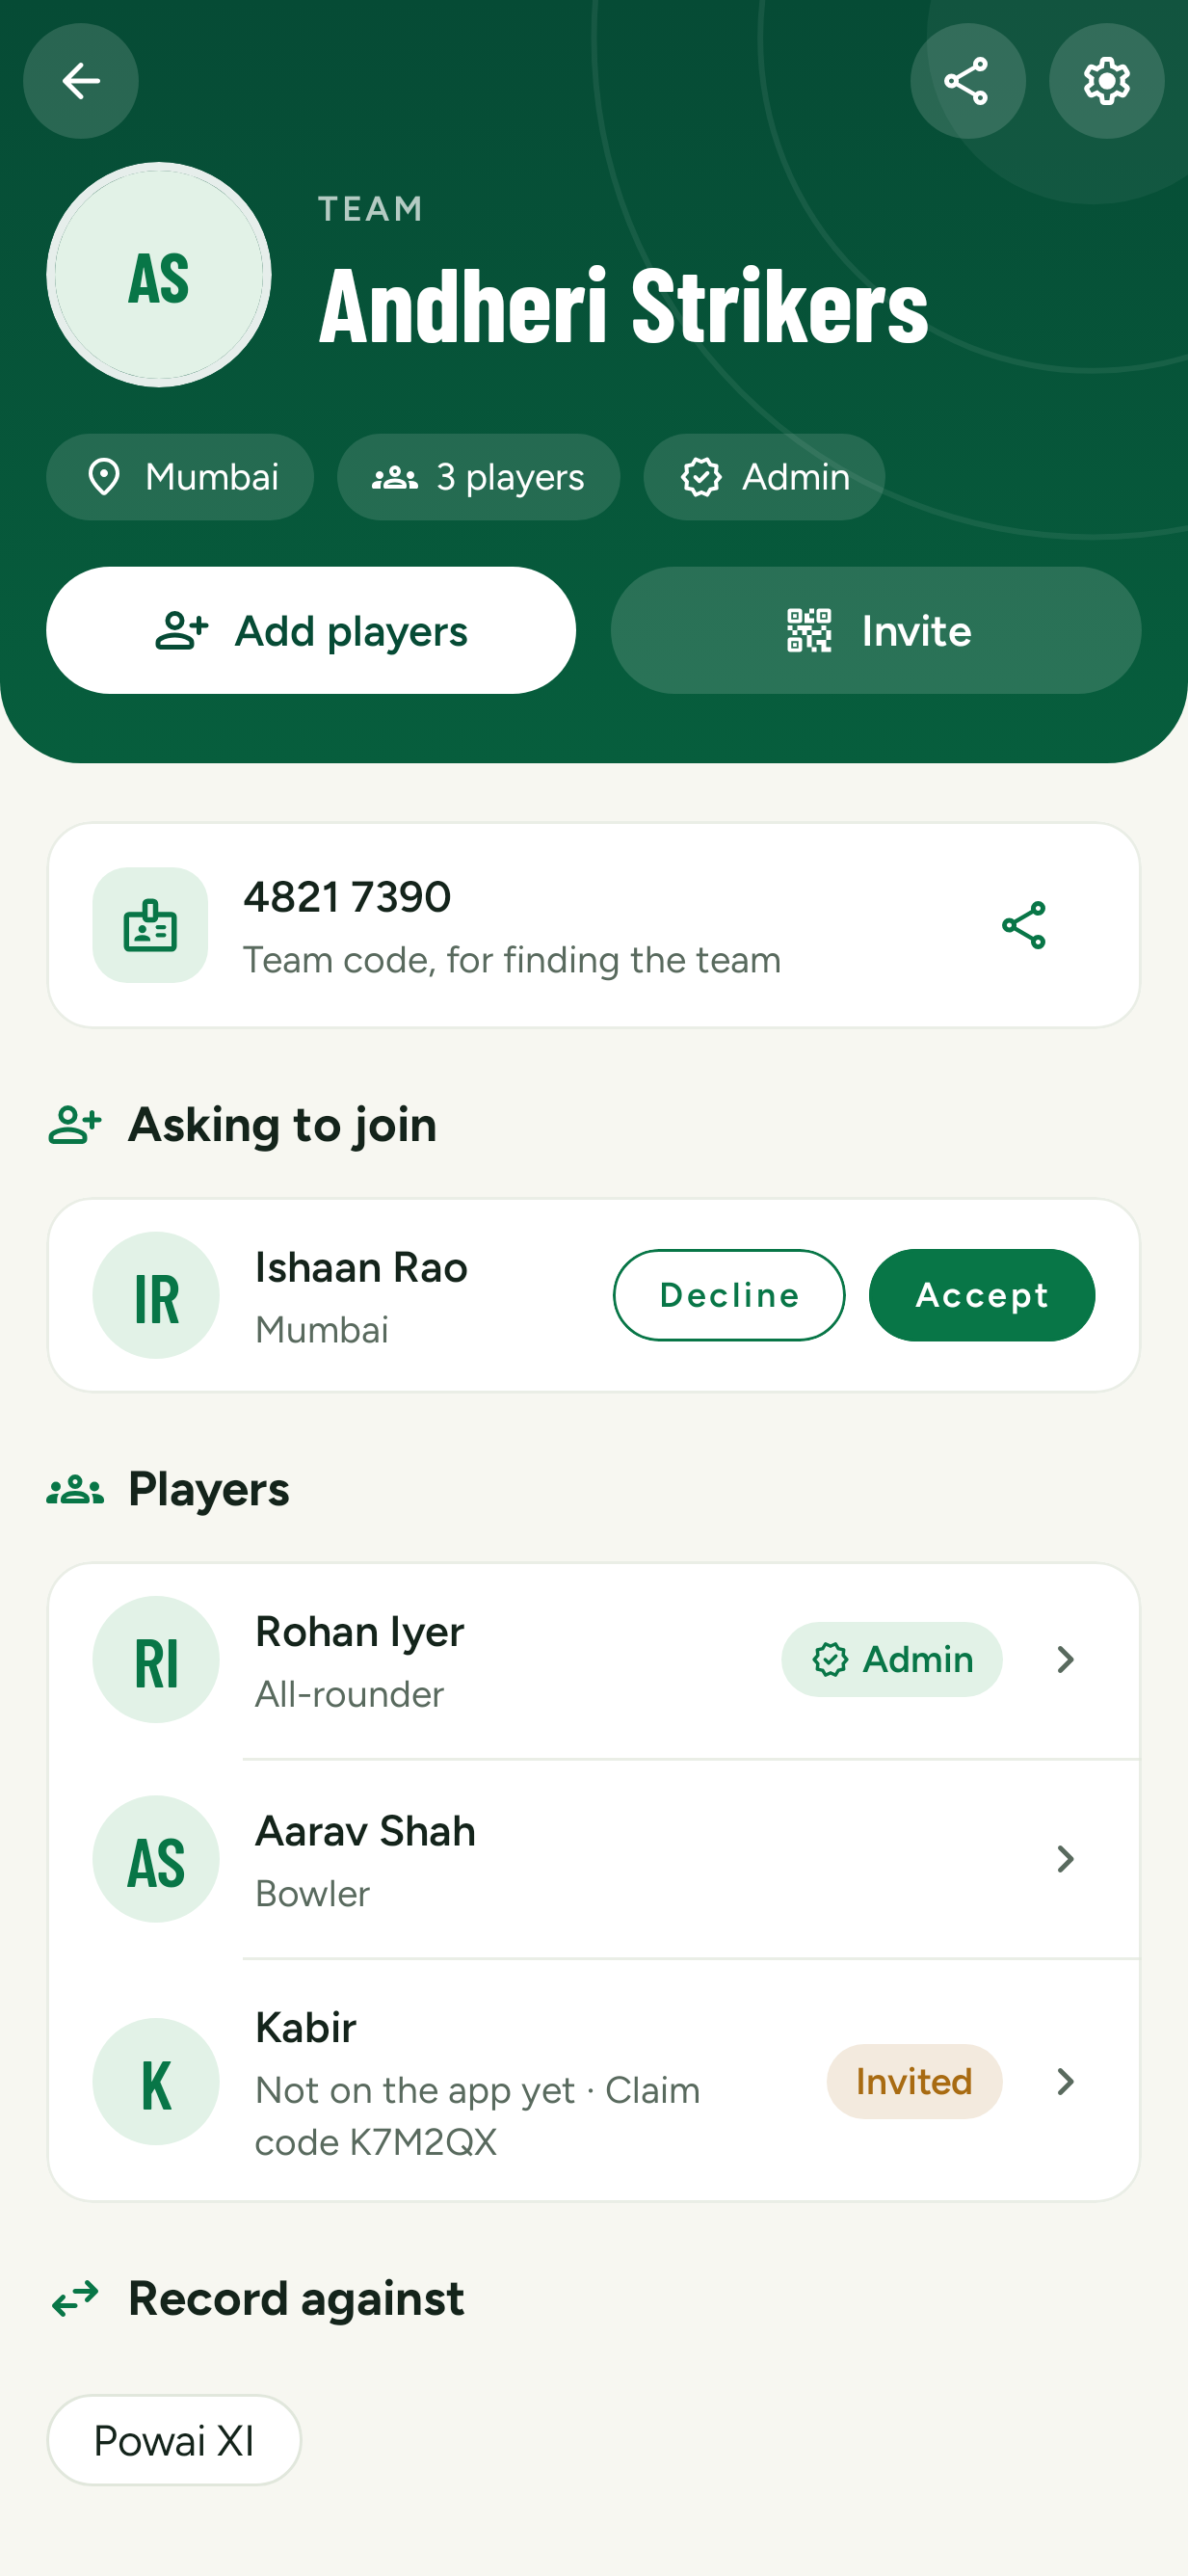 AS
TEAM
Andheri Strikers
Mumbai
3 players
Admin
Add players
Invite
4821 7390
Team code, for finding the team
Asking to join
IR
Ishaan Rao
Mumbai
Decline
Accept
Players
RI
Rohan Iyer
All-rounder
Admin
AS
Aarav Shah
Bowler
K
Kabir
Not on the app yet · Claim
code K7M2QX
Invited
Record against
Powai XI